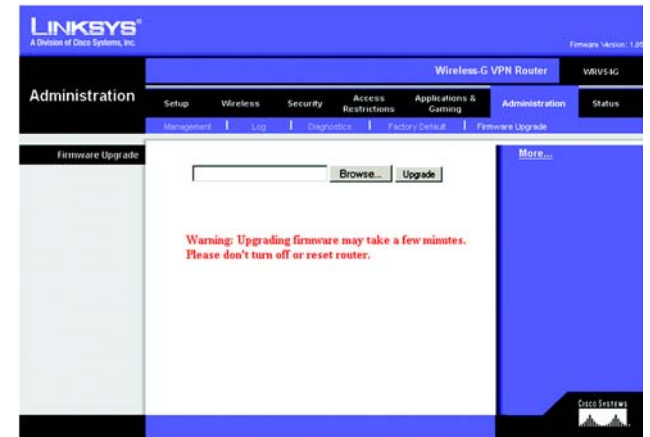 LINKSYS®
A Division of Cisco Systems, Inc.
Firmware Version: 1.05
Wireless-G VPN Router
WRV54G
Administration
Setup Wireless Security Access Restrictions Applications & Gaming Administration Status
Management | Log | Diagnostics | Factory Default | Firmware Upgrade
Firmware Upgrade
Browse... Upgrade
More...
Warning: Upgrading firmware may take a few minutes.
Please don't turn off or reset router.
CISCO SYSTEMS